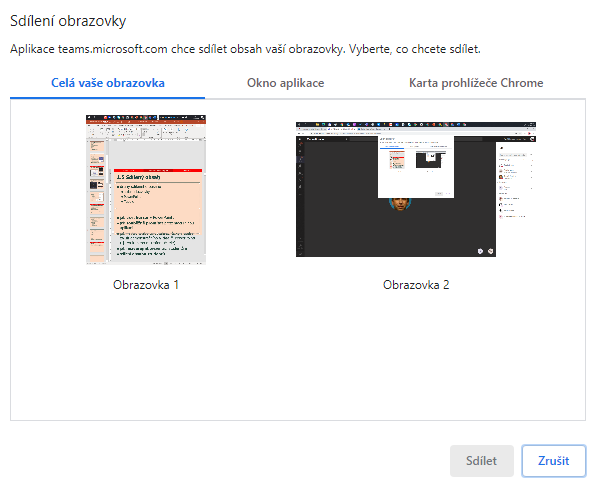 Sdílení obrazovky
Aplikace teams.microsoft.com chce sdílet obsah vaší obrazovky. Vyberte, co chcete sdílet.
Celá vaše obrazovka
Okno aplikace
Karta prohlížeče Chrome
1.5 Sdílený obsah
Obrazovka 1
Obrazovka 2
Sdílet
Zrušit